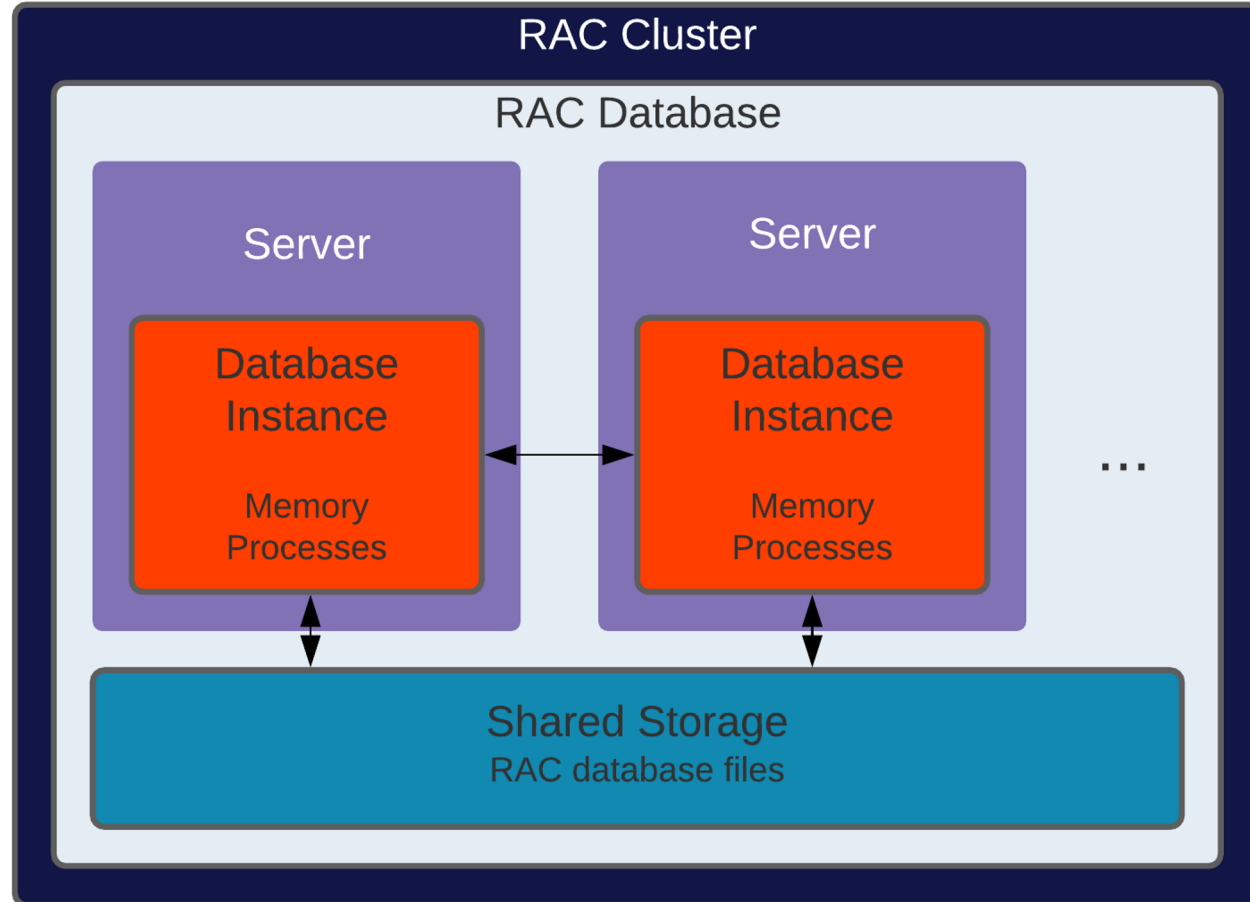 RAC Cluster
RAC Database
Server
Database
Instance
Memory
Processes
Server
Database
Instance
Memory
Processes
...
Shared Storage
RAC database files